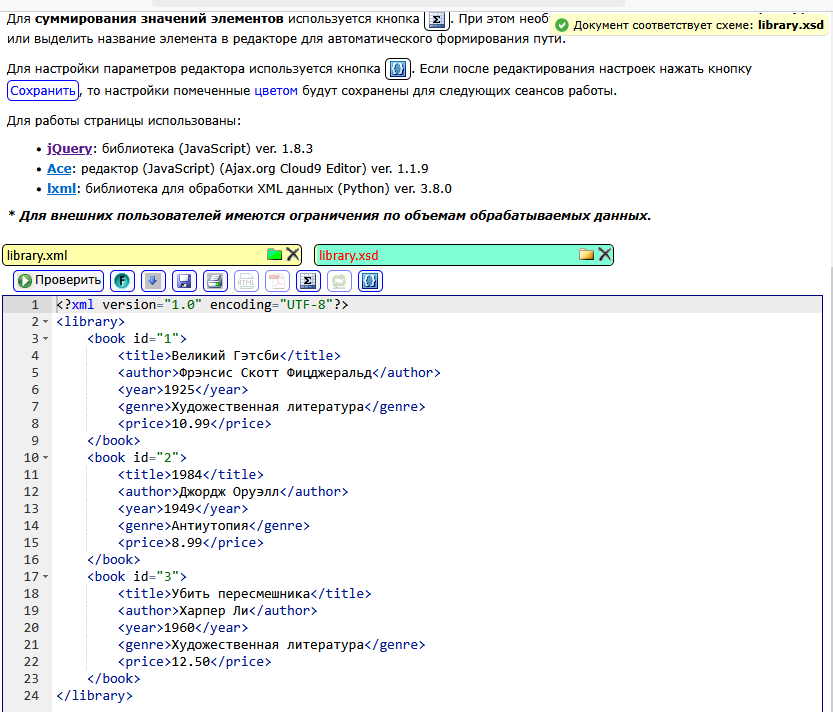 Для суммирования значений элементов используется кнопка Σ. При этом необ
Документ соответствует схеме: library.xsd
или выделить название элемента в редакторе для автоматического формирования пути.
Для настройки параметров редактора используется кнопка {}. Если после редактирования настроек нажать кнопку
Сохранить, то настройки помеченные цветом будут сохранены для следующих сеансов работы.
Для работы страницы использованы:
• jQuery: библиотека (JavaScript) ver. 1.8.3
• Ace: редактор (JavaScript) (Ajax.org Cloud9 Editor) ver. 1.1.9
• lxml: библиотека для обработки XML данных (Python) ver. 3.8.0
* Для внешних пользователей имеются ограничения по объемам обрабатываемых данных.
library.xml library.xsd
Проверить F HTML Σ {}
1 <?xml version="1.0" encoding="UTF-8"?>
2 <library>
3 <book id="1">
4 <title>Великий Гэтсби</title>
5 <author>Фрэнсис Скотт Фицджеральд</author>
6 <year>1925</year>
7 <genre>Художественная литература</genre>
8 <price>10.99</price>
9 </book>
10 <book id="2">
11 <title>1984</title>
12 <author>Джордж Оруэлл</author>
13 <year>1949</year>
14 <genre>Антиутопия</genre>
15 <price>8.99</price>
16 </book>
17 <book id="3">
18 <title>Убить пересмешника</title>
19 <author>Харпер Ли</author>
20 <year>1960</year>
21 <genre>Художественная литература</genre>
22 <price>12.50</price>
23 </book>
24 </library>